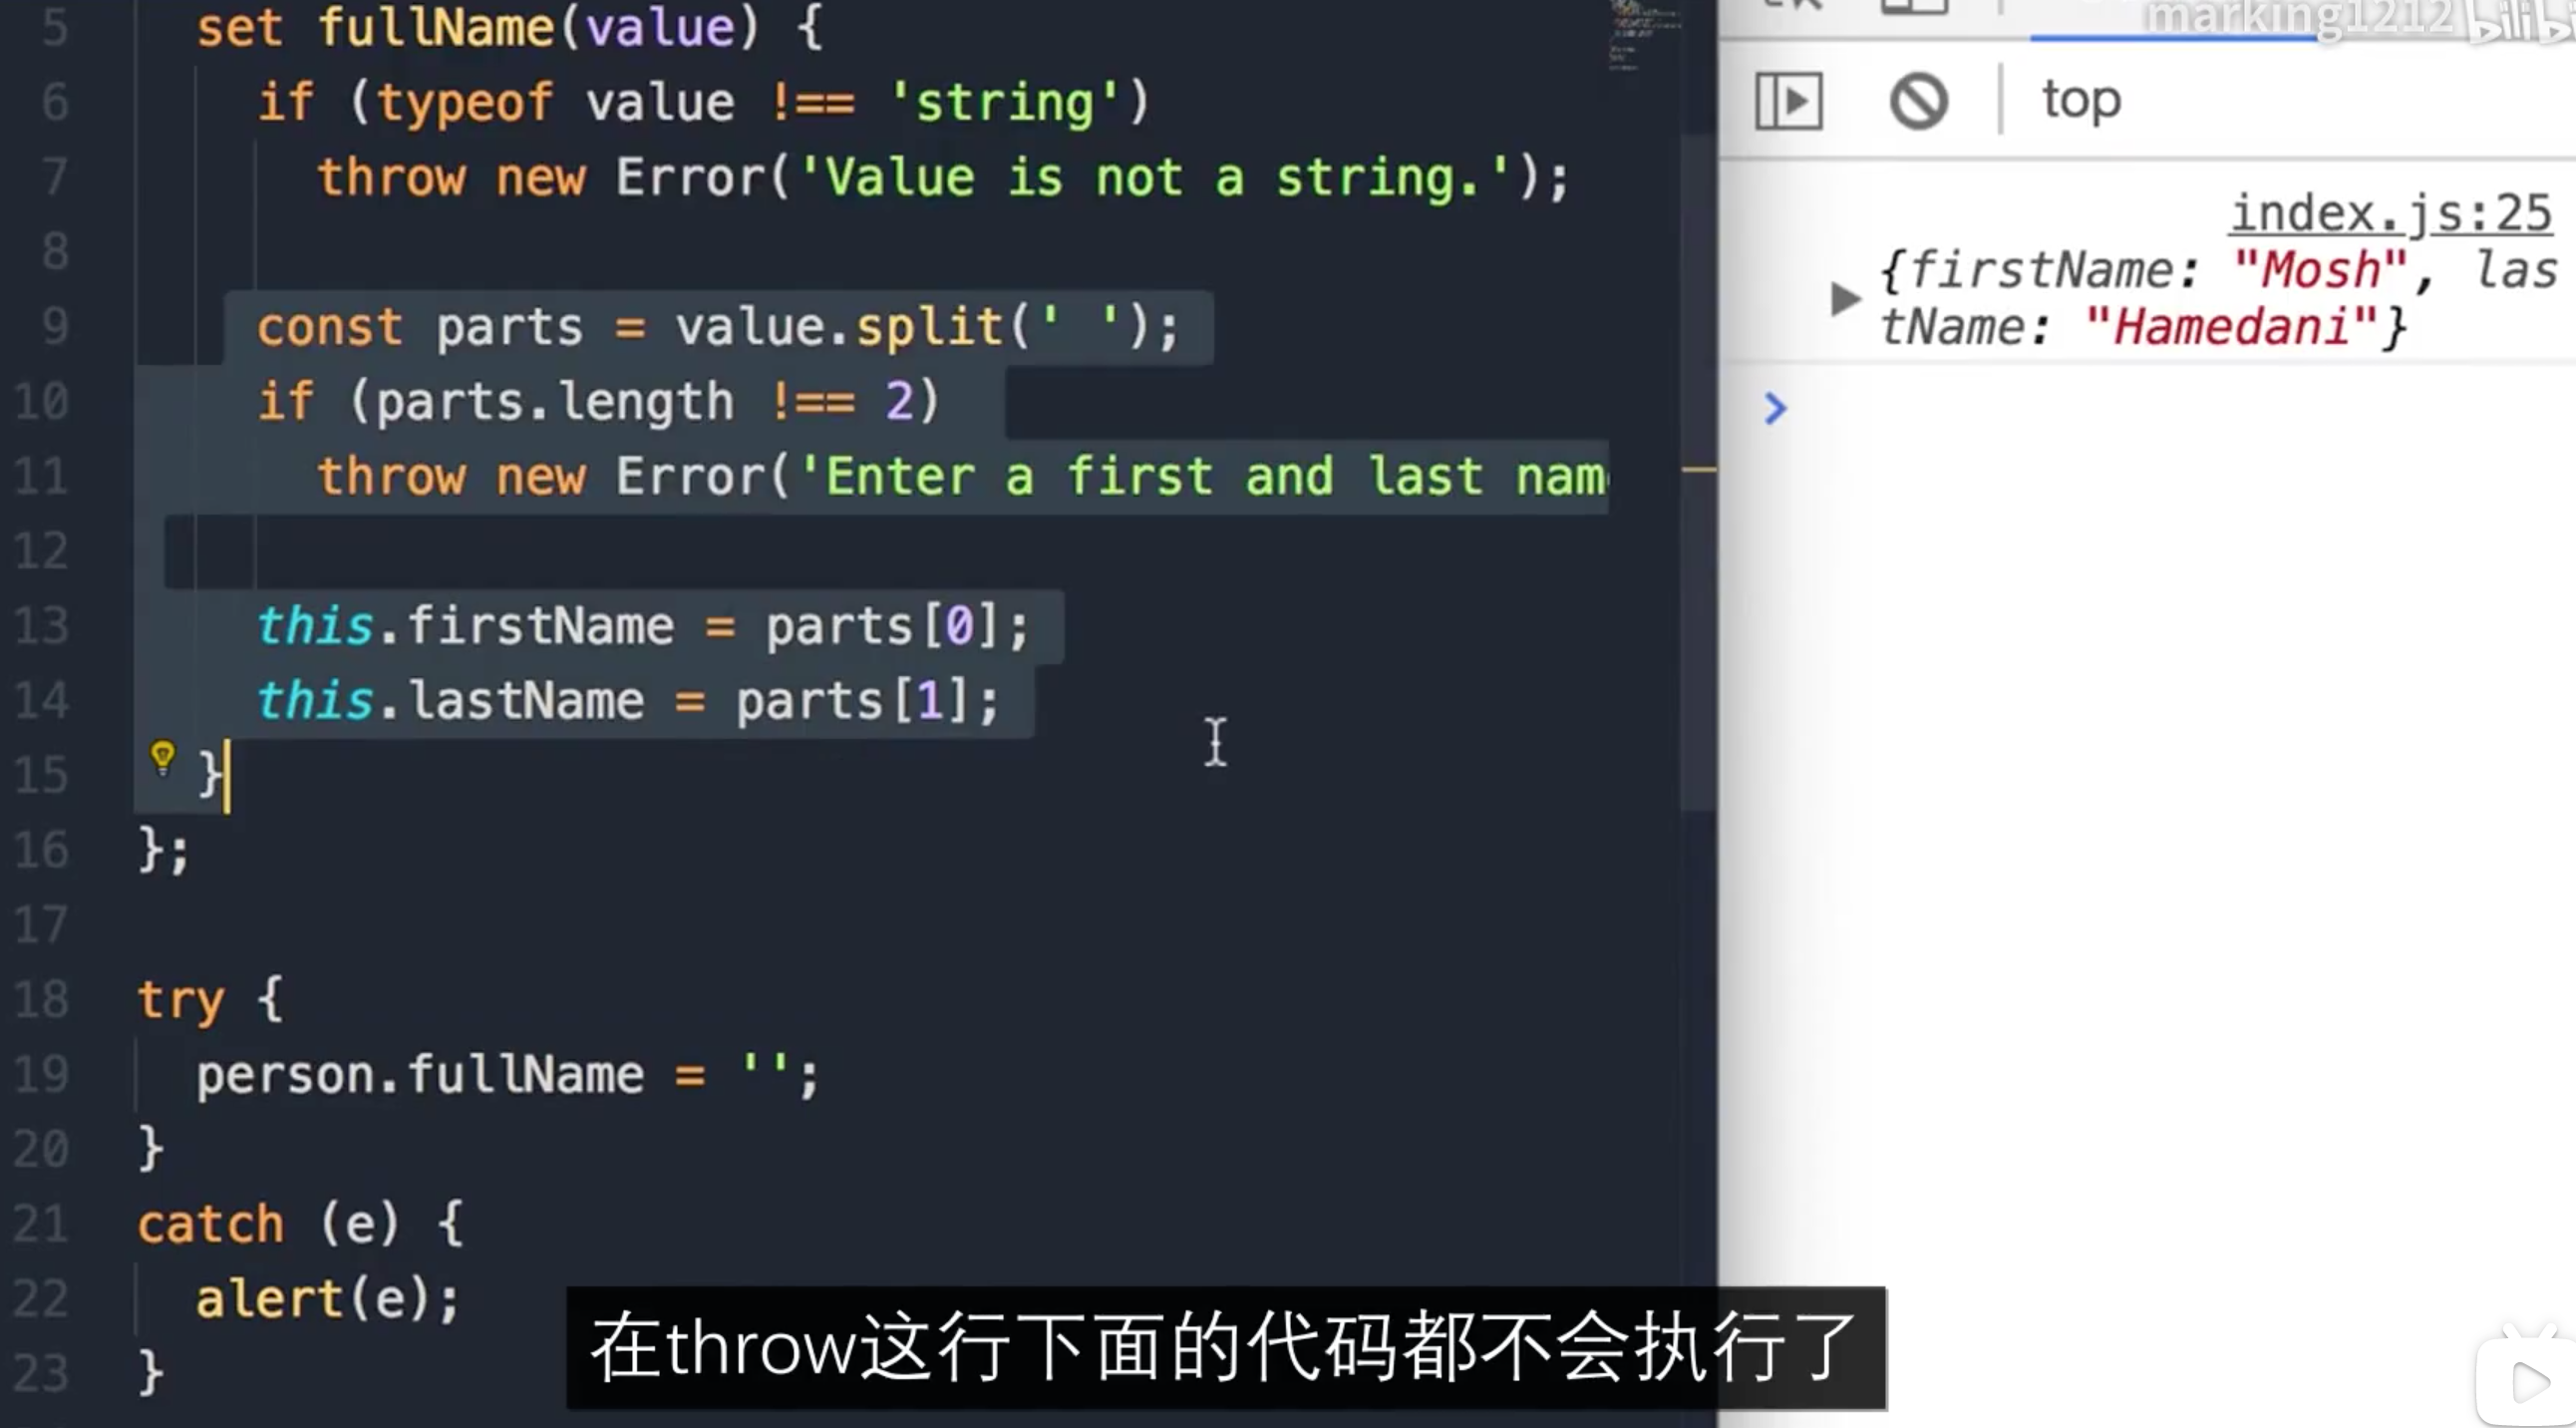 marking1212 bilibi
5 set fullName(value) {
6 if (typeof value !== 'string')
7 throw new Error('Value is not a string.');
8
9 const parts = value.split(' ');
10 if (parts.length !== 2)
11 throw new Error('Enter a first and last nam
12
13 this.firstName = parts[0];
14 this.lastName = parts[1];
15 }
16 };
17
18 try {
19 person.fullName = '';
20 }
21 catch (e) {
22 alert(e);
23 }
top
index.js:25
{firstName: "Mosh", las
tName: "Hamedani"}
在throw这行下面的代码都不会执行了